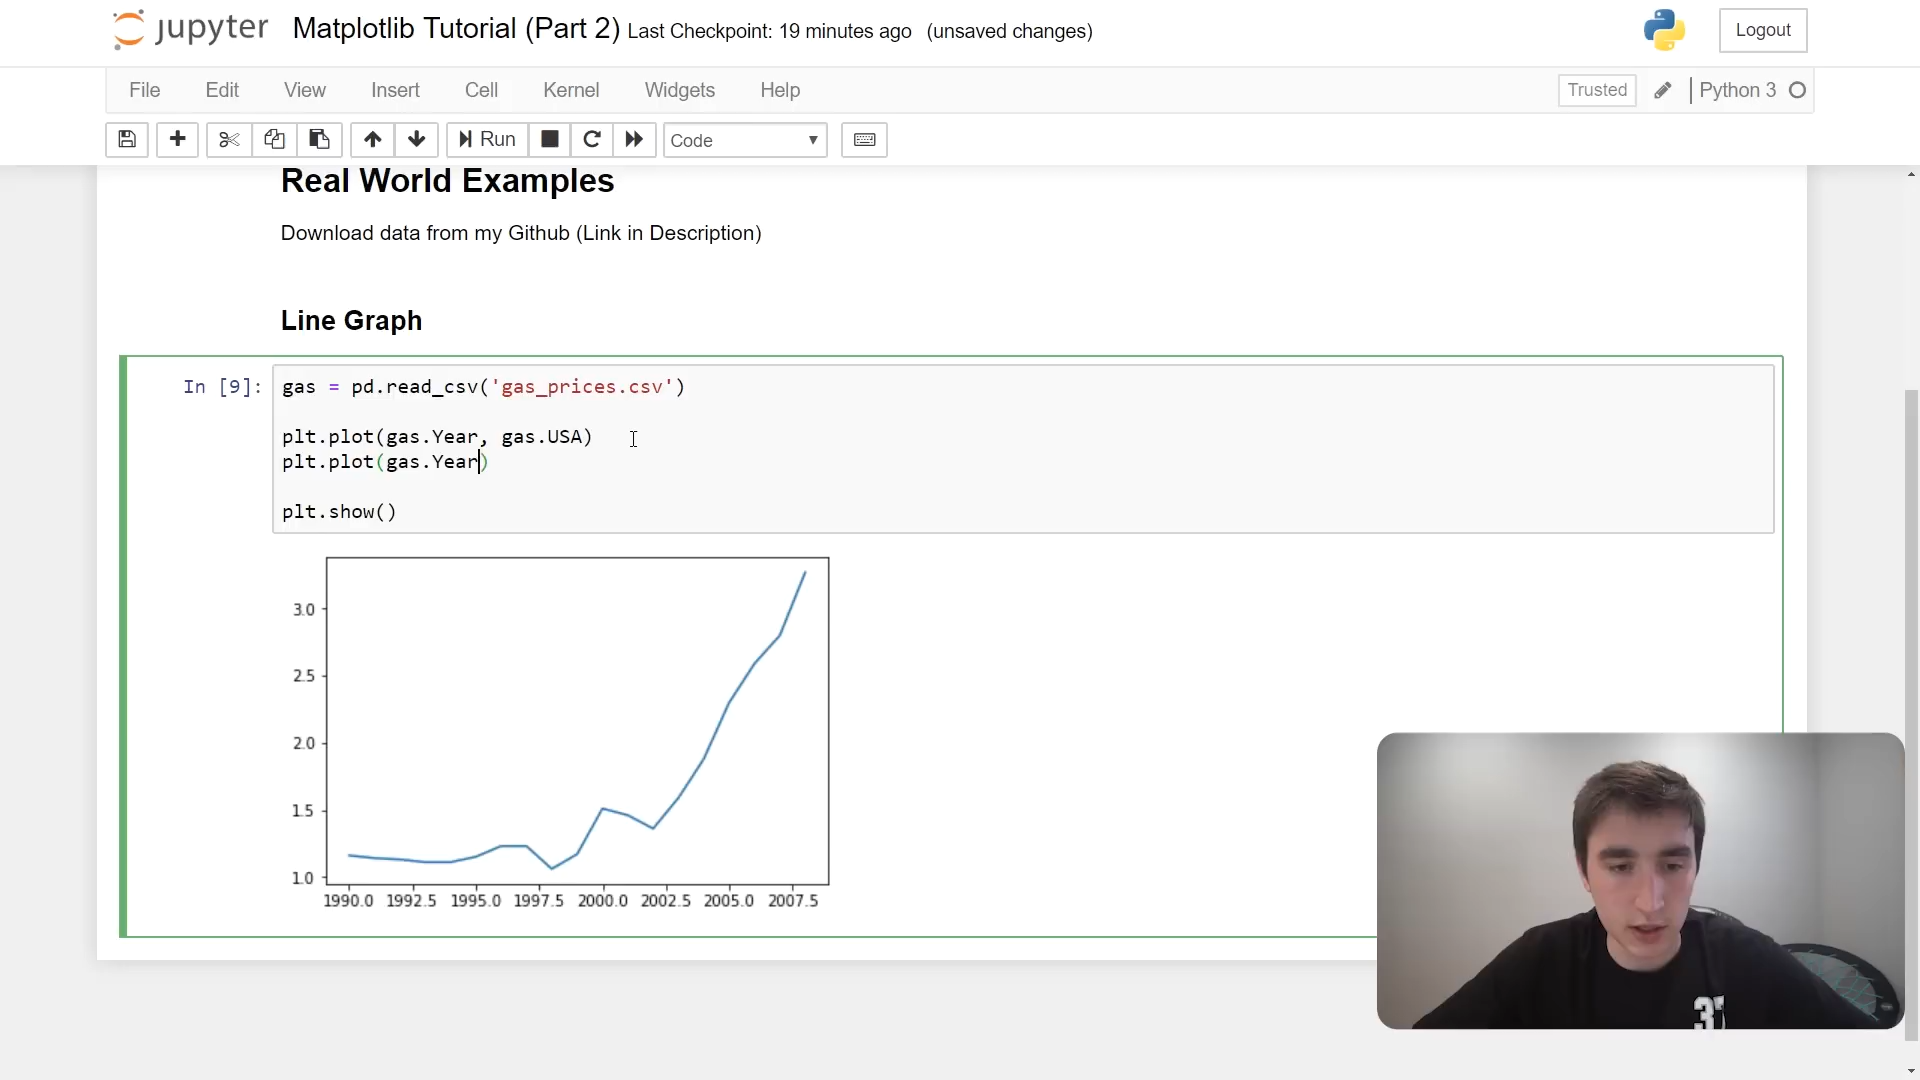 jupyter Matplotlib Tutorial (Part 2) Last Checkpoint: 19 minutes ago (unsaved changes) Logout
File Edit View Insert Cell Kernel Widgets Help Trusted Python 3
Run Code
Real World Examples
Download data from my Github (Link in Description)
Line Graph
In [9]: gas = pd.read_csv('gas_prices.csv')
plt.plot(gas.Year, gas.USA)
plt.plot(gas.Year)
plt.show()
3.0
2.5
2.0
1.5
1.0
1990.0 1992.5 1995.0 1997.5 2000.0 2002.5 2005.0 2007.5
37